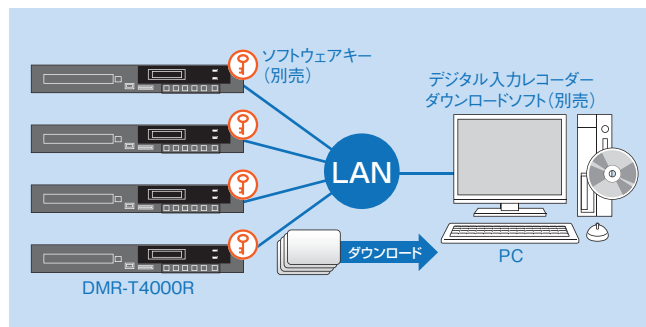 ソフトウェアキー
（別売）
デジタル入力レコーダー
ダウンロードソフト（別売）
LAN
ダウンロード
PC
DMR-T4000R